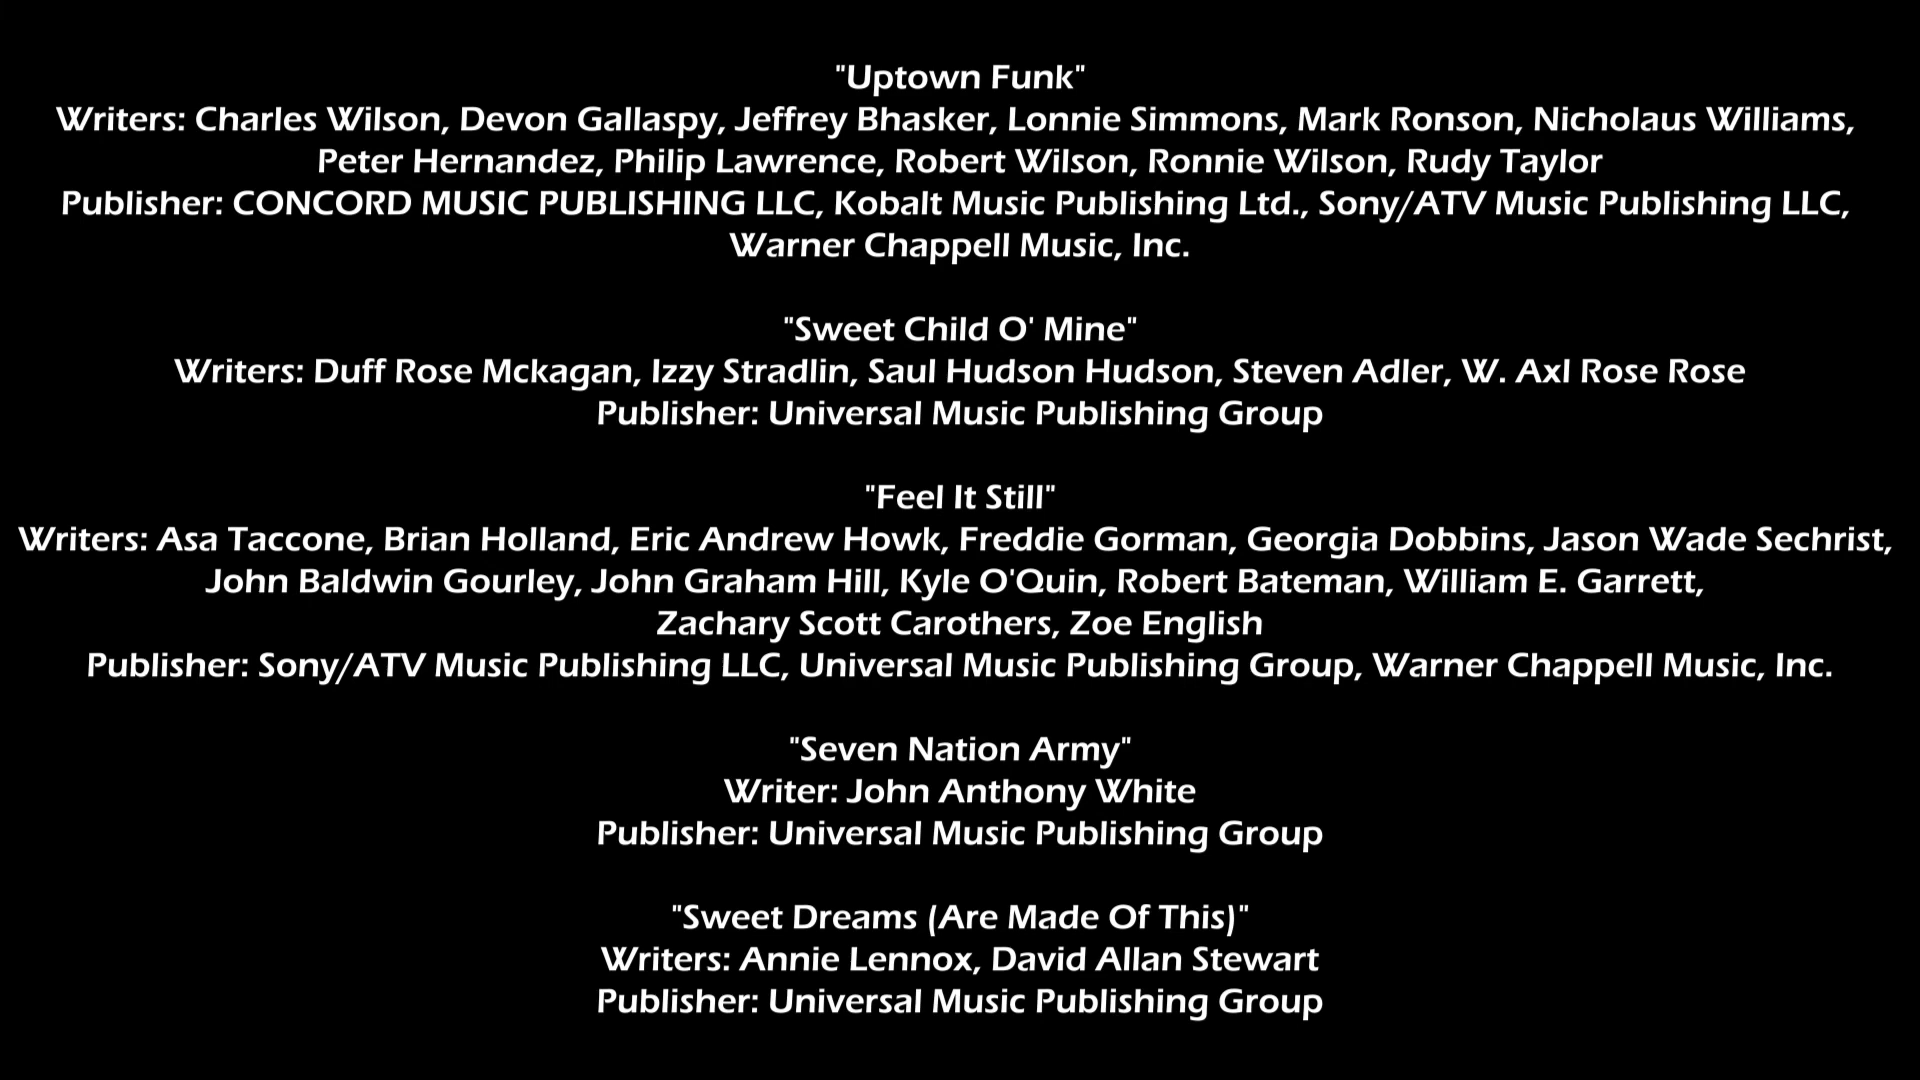 "Uptown Funk"
Writers: Charles Wilson, Devon Gallaspy, Jeffrey Bhasker, Lonnie Simmons, Mark Ronson, Nicholaus Williams,
Peter Hernandez, Philip Lawrence, Robert Wilson, Ronnie Wilson, Rudy Taylor
Publisher: CONCORD MUSIC PUBLISHING LLC, Kobalt Music Publishing Ltd., Sony/ATV Music Publishing LLC,
Warner Chappell Music, Inc.
"Sweet Child O' Mine"
Writers: Duff Rose Mckagan, Izzy Stradlin, Saul Hudson Hudson, Steven Adler, W. Axl Rose Rose
Publisher: Universal Music Publishing Group
"Feel It Still"
Writers: Asa Taccone, Brian Holland, Eric Andrew Howk, Freddie Gorman, Georgia Dobbins, Jason Wade Sechrist,
John Baldwin Gourley, John Graham Hill, Kyle O'Quin, Robert Bateman, William E. Garrett,
Zachary Scott Carothers, Zoe English
Publisher: Sony/ATV Music Publishing LLC, Universal Music Publishing Group, Warner Chappell Music, Inc.
"Seven Nation Army"
Writer: John Anthony White
Publisher: Universal Music Publishing Group
"Sweet Dreams (Are Made Of This)"
Writers: Annie Lennox, David Allan Stewart
Publisher: Universal Music Publishing Group